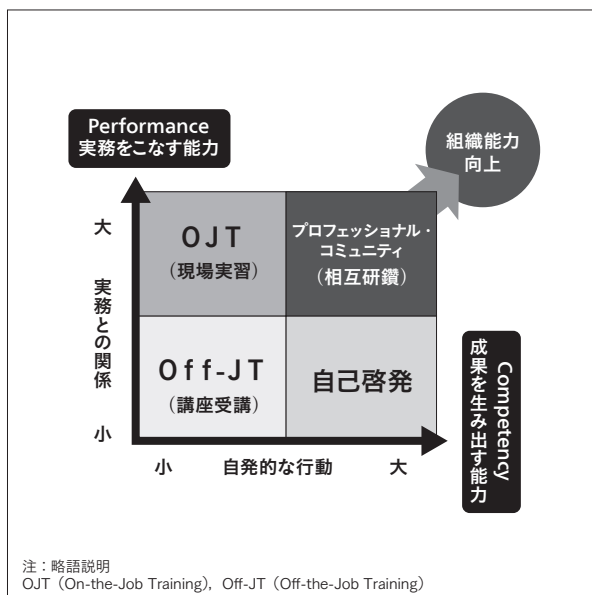 Performance
実務をこなす能力
組織能力
向上
大
実務との関係
小
OJT
（現場実習）
プロフェッショナル・
コミュニティ
（相互研鑽）
Off-JT
（講座受講）
自己啓発
Competency
成果を生み出す能力
小
自発的な行動
大
注：略語説明
OJT（On-the-Job Training），Off-JT（Off-the-Job Training）